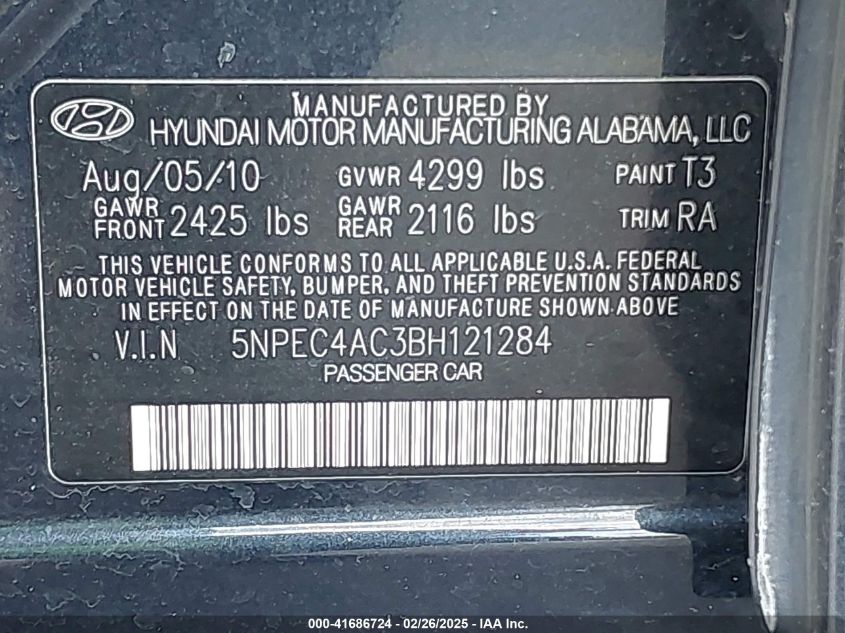 MANUFACTURED BY
HYUNDAI MOTOR MANUFACTURING ALABAMA, LLC
Aug/05/10 GVWR 4299 lbs PAINT T3
GAWR FRONT 2425 lbs GAWR REAR 2116 lbs TRIM RA
THIS VEHICLE CONFORMS TO ALL APPLICABLE U.S.A. FEDERAL
MOTOR VEHICLE SAFETY, BUMPER, AND THEFT PREVENTION STANDARDS
IN EFFECT ON THE DATE OF MANUFACTURE SHOWN ABOVE
V.I.N 5NPEC4AC3BH121284
PASSENGER CAR
000-41686724 - 02/26/2025 - IAA Inc.